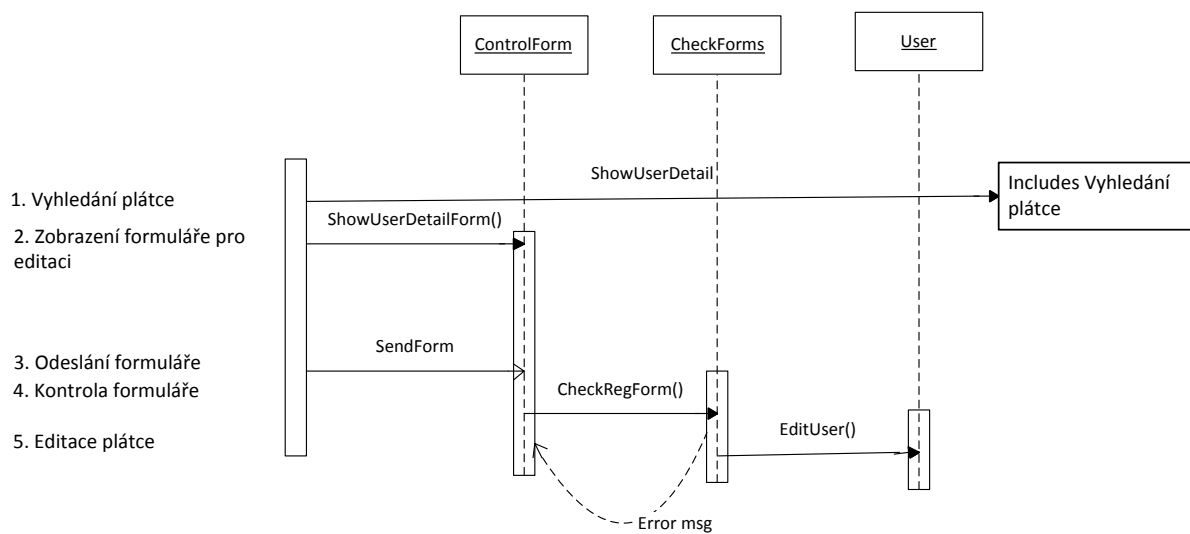 ControlForm
CheckForms
User
ShowUserDetail
Includes Vyhledání
plátce
1. Vyhledání plátce
ShowUserDetailForm()
2. Zobrazení formuláře pro
editaci
SendForm
3. Odeslání formuláře
4. Kontrola formuláře
CheckRegForm()
EditUser()
5. Editace plátce
Error msg